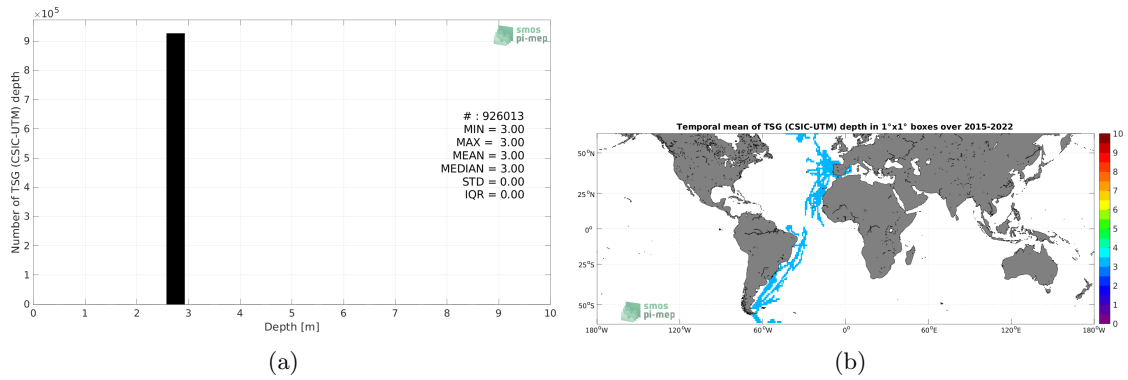 ×10⁵
9
8
7
6
5
4
3
2
1
0
Number of TSG (CSIC-UTM) depth
smos
pi-mep
# : 926013
MIN = 3.00
MAX = 3.00
MEAN = 3.00
MEDIAN = 3.00
STD = 0.00
IQR = 0.00
0 1 2 3 4 5 6 7 8 9 10
Depth [m]
(a)
Temporal mean of TSG (CSIC-UTM) depth in 1°x1° boxes over 2015-2022
50°N
25°N
0°
25°S
50°S
smos
pi-mep
180°W 120°W 60°W 0° 60°E 120°E 180°W
10
9
8
7
6
5
4
3
2
1
0
(b)